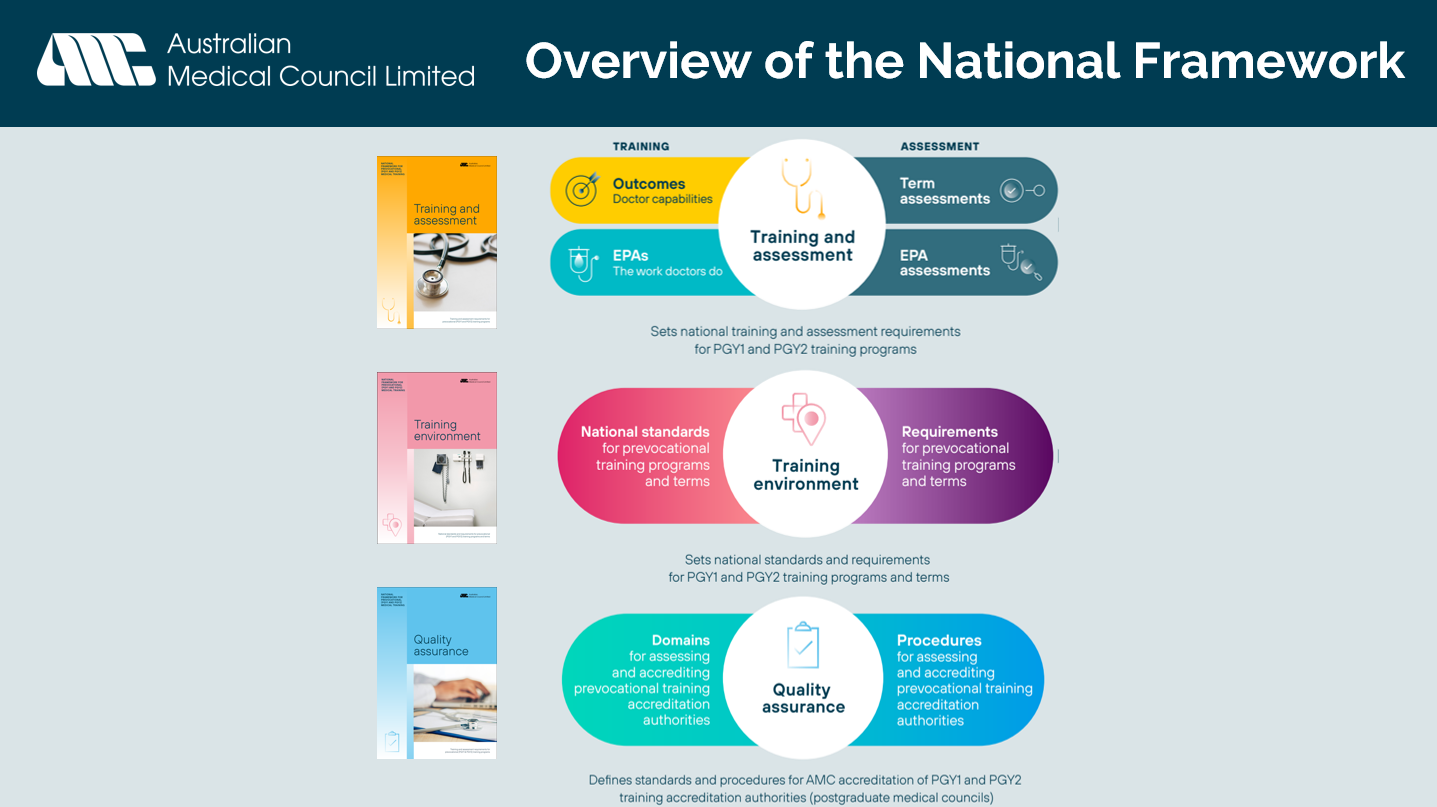 Australian
Medical Council Limited
Overview of the National Framework
Training and
assessment
TRAINING
ASSESSMENT
Outcomes
Doctor capabilities
EPAs
The work doctors do
Training and
assessment
Term
assessments
EPA
assessments
Sets national training and assessment requirements
for PGY1 and PGY2 training programs
Training
environment
National standards
for prevocational
training programs
and terms
Training
environment
Requirements
for prevocational
training programs
and terms
Sets national standards and requirements
for PGY1 and PGY2 training programs and terms
Quality
assurance
Domains
for assessing
and accrediting
prevocational training
accreditation
authorities
Quality
assurance
Procedures
for assessing
and accrediting
prevocational training
accreditation
authorities
Defines standards and procedures for AMC accreditation of PGY1 and PGY2
training accreditation authorities (postgraduate medical councils)